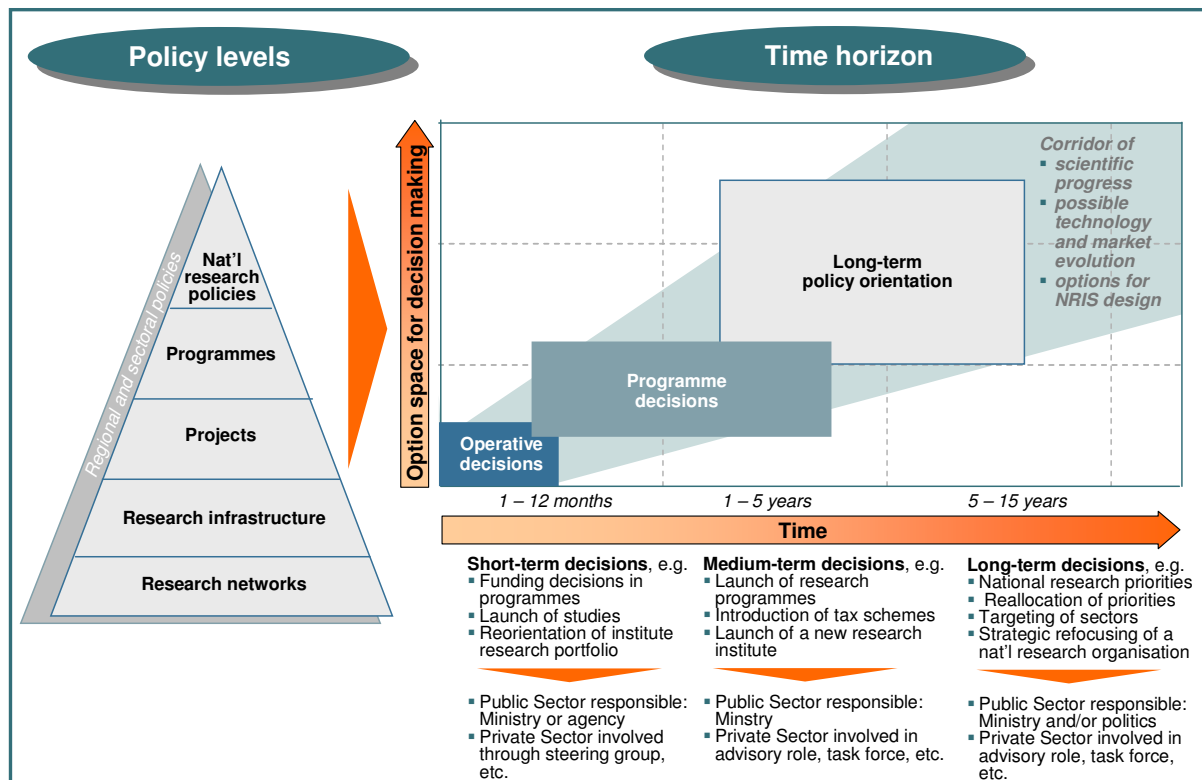 Policy levels
Time horizon
Regional and sectoral policies
Nat'l
research
policies
Programmes
Projects
Research infrastructure
Research networks
Option space for decision making
Corridor of
▪ scientific
progress
▪ possible
technology
and market
evolution
▪ options for
NRIS design
Long-term
policy orientation
Programme
decisions
Operative
decisions
1 – 12 months
1 – 5 years
5 – 15 years
Time
Short-term decisions, e.g.
▪ Funding decisions in
programmes
▪ Launch of studies
▪ Reorientation of institute
research portfolio
▪ Public Sector responsible:
Ministry or agency
▪ Private Sector involved
through steering group,
etc.
Medium-term decisions, e.g.
▪ Launch of research
programmes
▪ Introduction of tax schemes
▪ Launch of a new research
institute
▪ Public Sector responsible:
Minstry
▪ Private Sector involved in
advisory role, task force, etc.
Long-term decisions, e.g.
▪ National research priorities
▪ Reallocation of priorities
▪ Targeting of sectors
▪ Strategic refocusing of a
nat'l research organisation
▪ Public Sector responsible:
Ministry and/or politics
▪ Private Sector involved in
advisory role, task force,
etc.